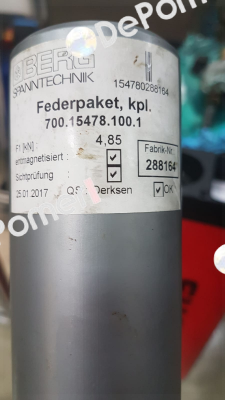 BERG
SPANNTECHNIK
154780288164
Federpaket, kpl.
700.15478.100.1
F1 [KN] : 4,85
entmagnetisiert :
Sichtprüfung :
Fabrik-Nr.
288164
25.01.2017 QS : Derksen OK
DePom